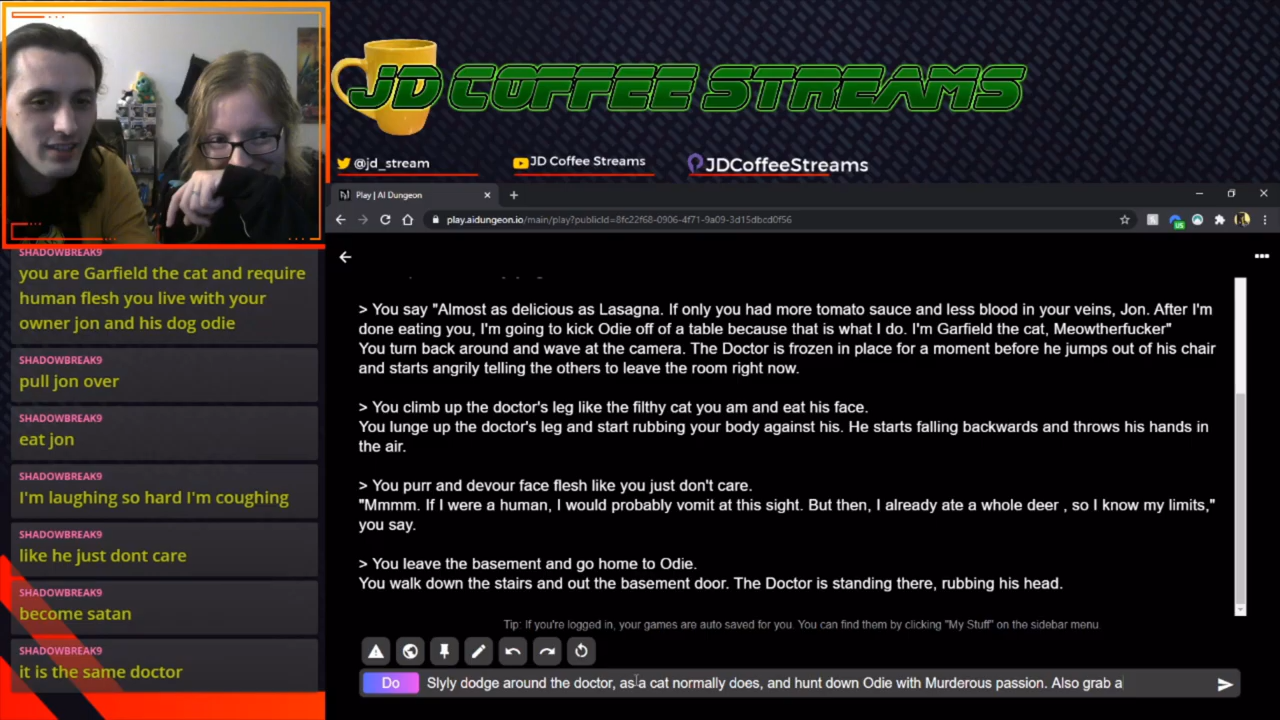 JD COFFEE STREAMS
@jd_stream
JD Coffee Streams
JDCoffeeStreams
Play | AI Dungeon
play.aidungeon.io/main/play?publicId=8fc22f68-0906-4f71-9a09-3d15dbcd0f56
SHADOWBREAK9
you are Garfield the cat and require
human flesh you live with your
owner jon and his dog odie
SHADOWBREAK9
pull jon over
SHADOWBREAK9
eat jon
SHADOWBREAK9
I'm laughing so hard I'm coughing
SHADOWBREAK9
like he just dont care
SHADOWBREAK9
become satan
SHADOWBREAK9
it is the same doctor
> You say "Almost as delicious as Lasagna. If only you had more tomato sauce and less blood in your veins, Jon. After I'm
done eating you, I'm going to kick Odie off of a table because that is what I do. I'm Garfield the cat, Meowtherfucker"
You turn back around and wave at the camera. The Doctor is frozen in place for a moment before he jumps out of his chair
and starts angrily telling the others to leave the room right now.
> You climb up the doctor's leg like the filthy cat you am and eat his face.
You lunge up the doctor's leg and start rubbing your body against his. He starts falling backwards and throws his hands in
the air.
> You purr and devour face flesh like you just don't care.
"Mmmm. If I were a human, I would probably vomit at this sight. But then, I already ate a whole deer , so I know my limits,"
you say.
> You leave the basement and go home to Odie.
You walk down the stairs and out the basement door. The Doctor is standing there, rubbing his head.
Tip: If you're logged in, your games are auto saved for you. You can find them by clicking "My Stuff" on the sidebar menu.
Do
Slyly dodge around the doctor, as a cat normally does, and hunt down Odie with Murderous passion. Also grab a